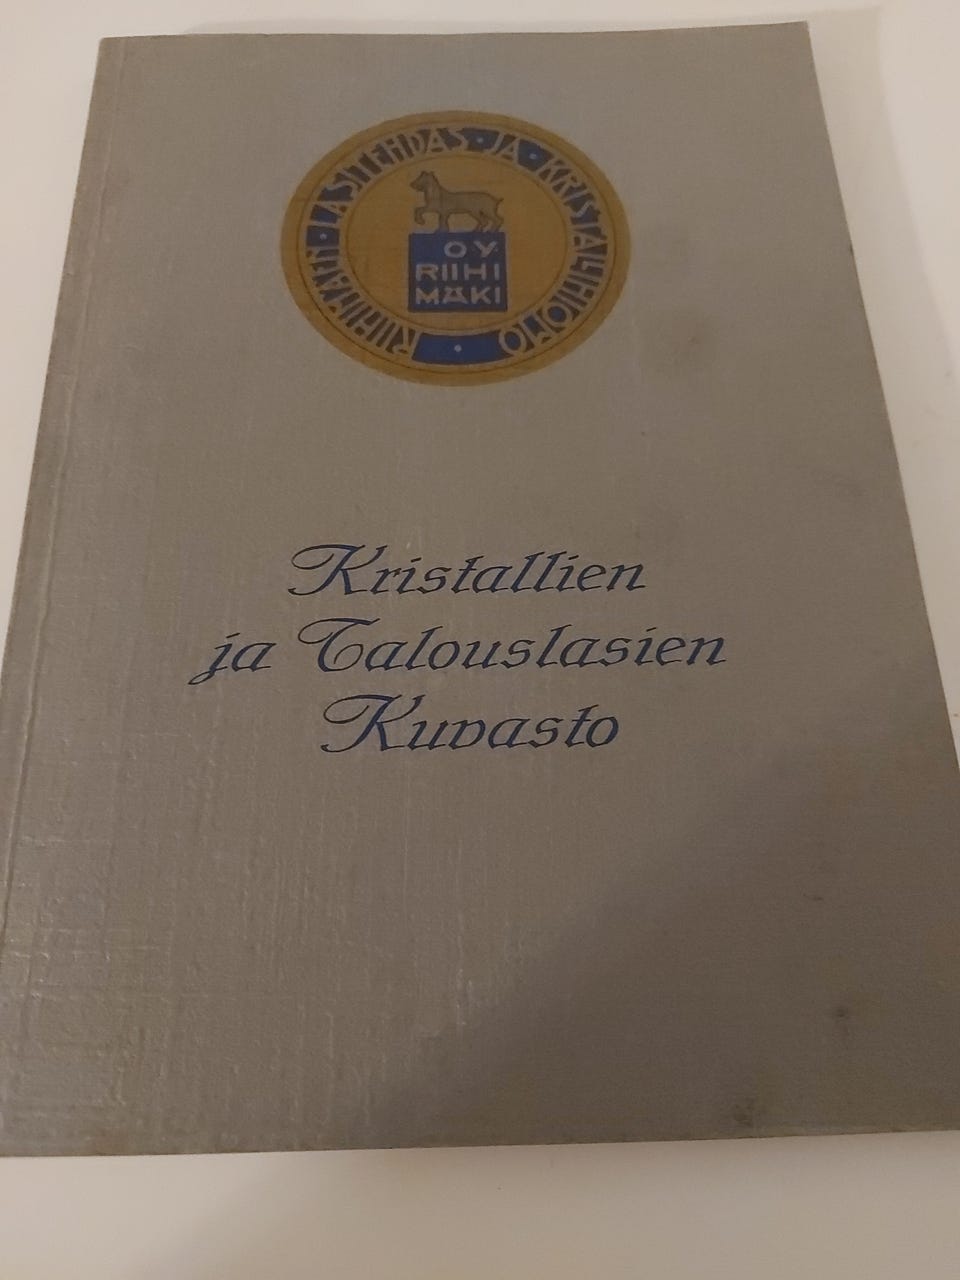 RIIHIMÄEN · LASITEHDAS · JA · KRISTALLIHIOMO
OY
RIIHI
MÄKI
Kristallien
ja Talouslasien
Kuvasto